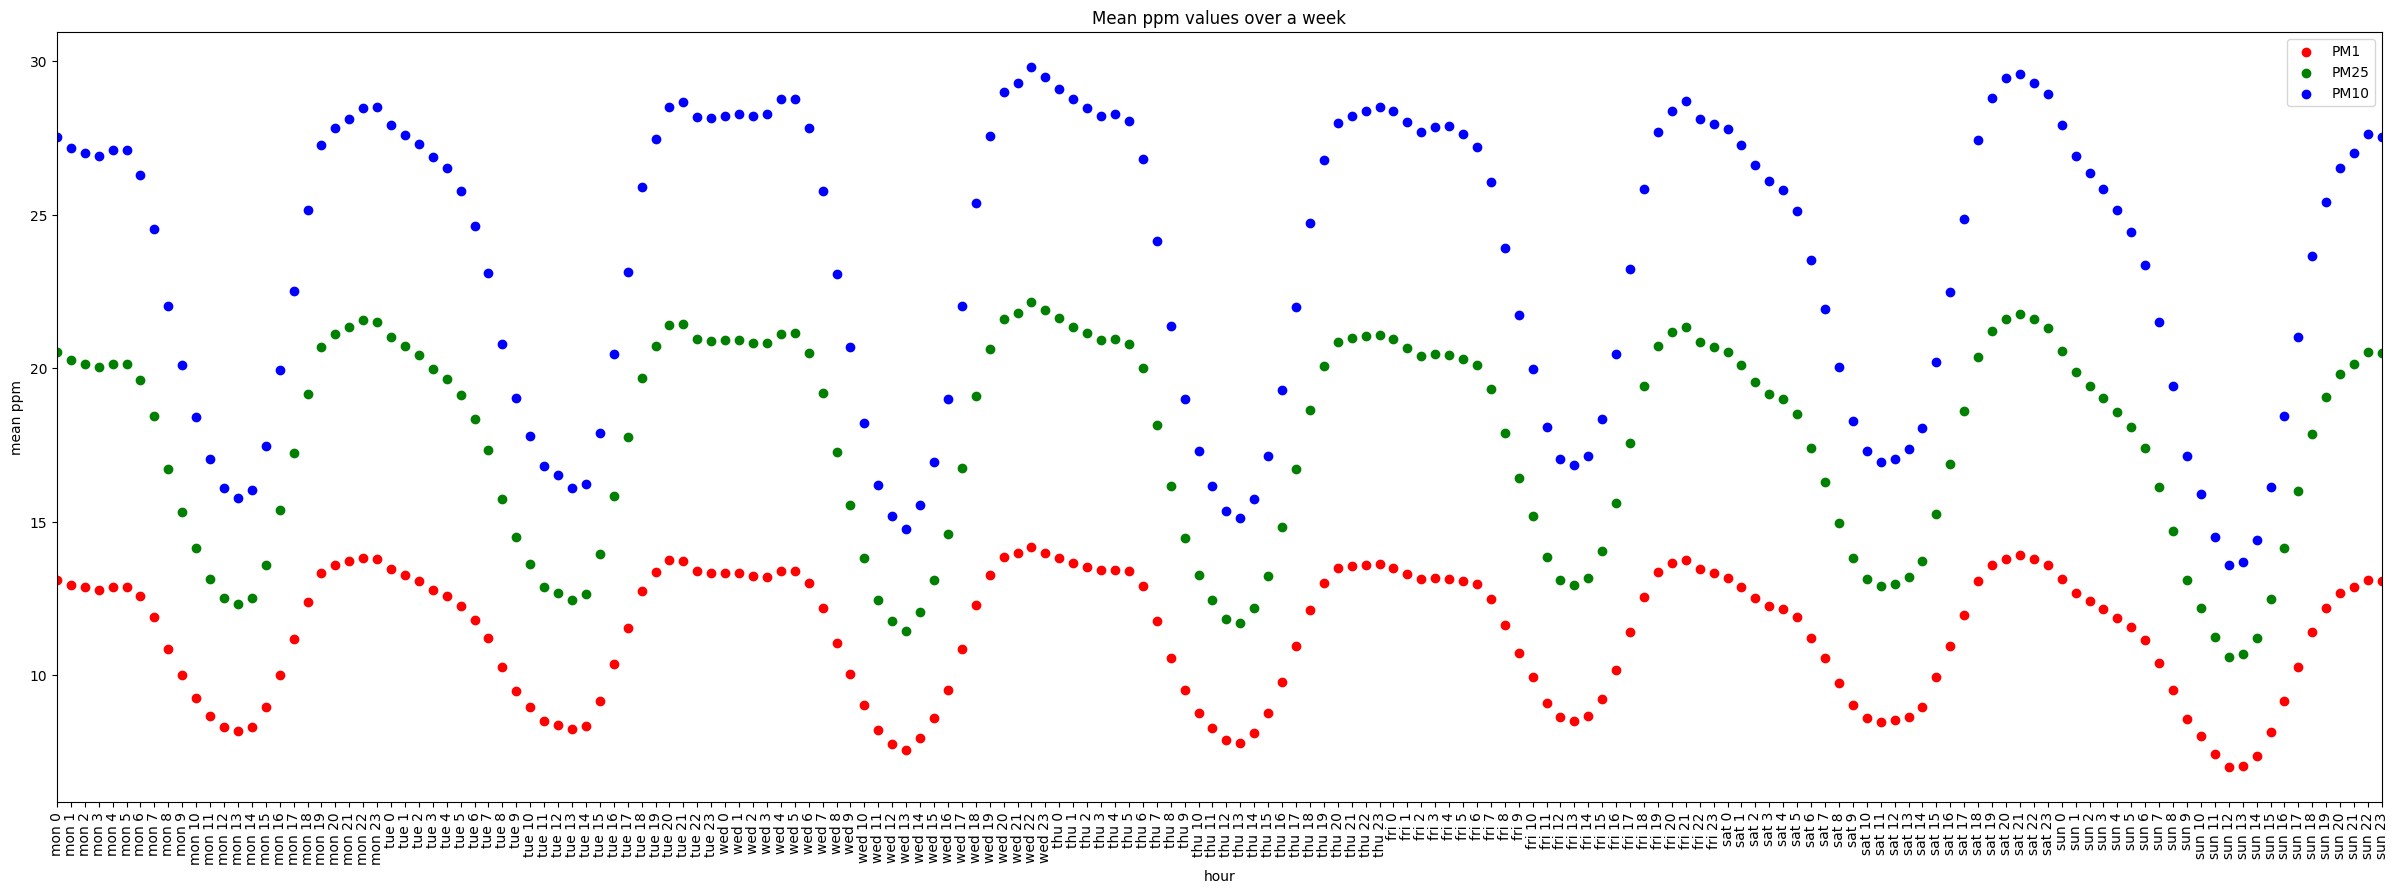 Mean ppm values over a week
PM1
PM25
PM10
mean ppm
30
25
20
15
10
mon 0
mon 1
mon 2
mon 3
mon 4
mon 5
mon 6
mon 7
mon 8
mon 9
mon 10
mon 11
mon 12
mon 13
mon 14
mon 15
mon 16
mon 17
mon 18
mon 19
mon 20
mon 21
mon 22
mon 23
tue 0
tue 1
tue 2
tue 3
tue 4
tue 5
tue 6
tue 7
tue 8
tue 9
tue 10
tue 11
tue 12
tue 13
tue 14
tue 15
tue 16
tue 17
tue 18
tue 19
tue 20
tue 21
tue 22
tue 23
wed 0
wed 1
wed 2
wed 3
wed 4
wed 5
wed 6
wed 7
wed 8
wed 9
wed 10
wed 11
wed 12
wed 13
wed 14
wed 15
wed 16
wed 17
wed 18
wed 19
wed 20
wed 21
wed 22
wed 23
thu 0
thu 1
thu 2
thu 3
thu 4
thu 5
thu 6
thu 7
thu 8
thu 9
thu 10
thu 11
thu 12
thu 13
thu 14
thu 15
thu 16
thu 17
thu 18
thu 19
thu 20
thu 21
thu 22
thu 23
fri 0
fri 1
fri 2
fri 3
fri 4
fri 5
fri 6
fri 7
fri 8
fri 9
fri 10
fri 11
fri 12
fri 13
fri 14
fri 15
fri 16
fri 17
fri 18
fri 19
fri 20
fri 21
fri 22
fri 23
sat 0
sat 1
sat 2
sat 3
sat 4
sat 5
sat 6
sat 7
sat 8
sat 9
sat 10
sat 11
sat 12
sat 13
sat 14
sat 15
sat 16
sat 17
sat 18
sat 19
sat 20
sat 21
sat 22
sat 23
sun 0
sun 1
sun 2
sun 3
sun 4
sun 5
sun 6
sun 7
sun 8
sun 9
sun 10
sun 11
sun 12
sun 13
sun 14
sun 15
sun 16
sun 17
sun 18
sun 19
sun 20
sun 21
sun 22
sun 23
hour